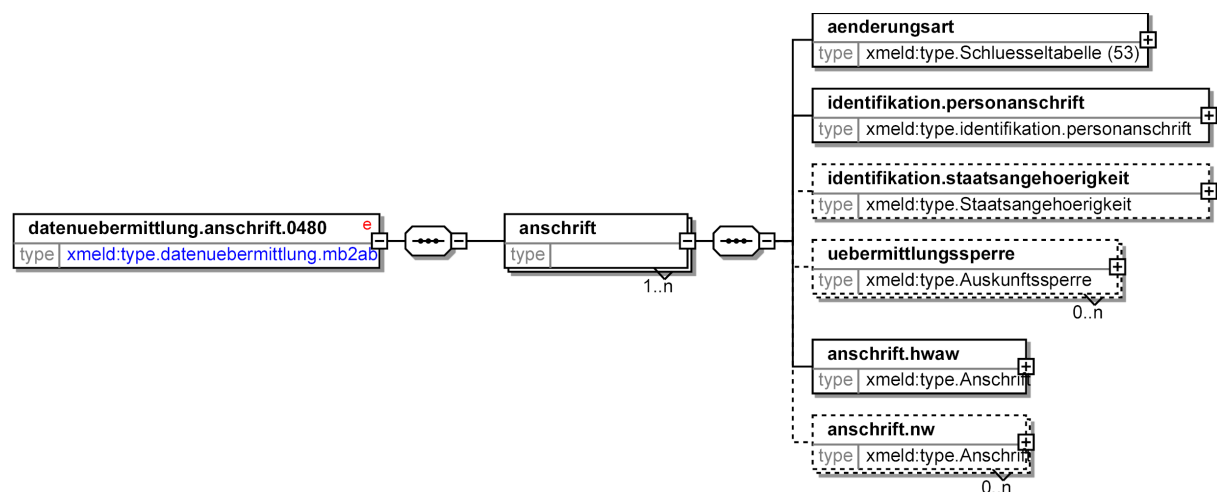 aenderungsart
type xmeld:type.Schluesseltabelle (53)
identifikation.personanschrift
type xmeld:type.identifikation.personanschrift
identifikation.staatsangehoerigkeit
type xmeld:type.Staatsangehoerigkeit
datenuebermittlung.anschrift.0480 e
type xmeld:type.datenuebermittlung.mb2ab
anschrift
type
1..n
uebermittlungssperre
type xmeld:type.Auskunftssperre
0..n
anschrift.hwaw
type xmeld:type.Anschrift
anschrift.nw
type xmeld:type.Anschrift
0..n